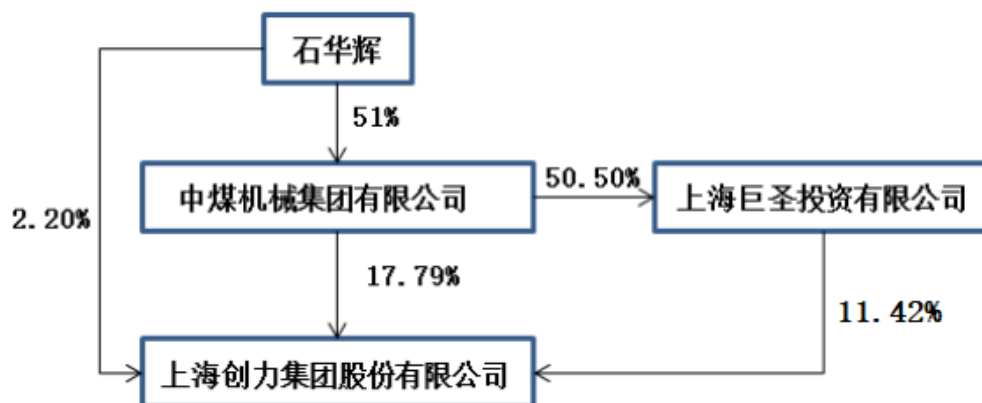 石华辉
51%
中煤机械集团有限公司
50.50%
上海巨圣投资有限公司
2.20%
17.79%
11.42%
上海创力集团股份有限公司